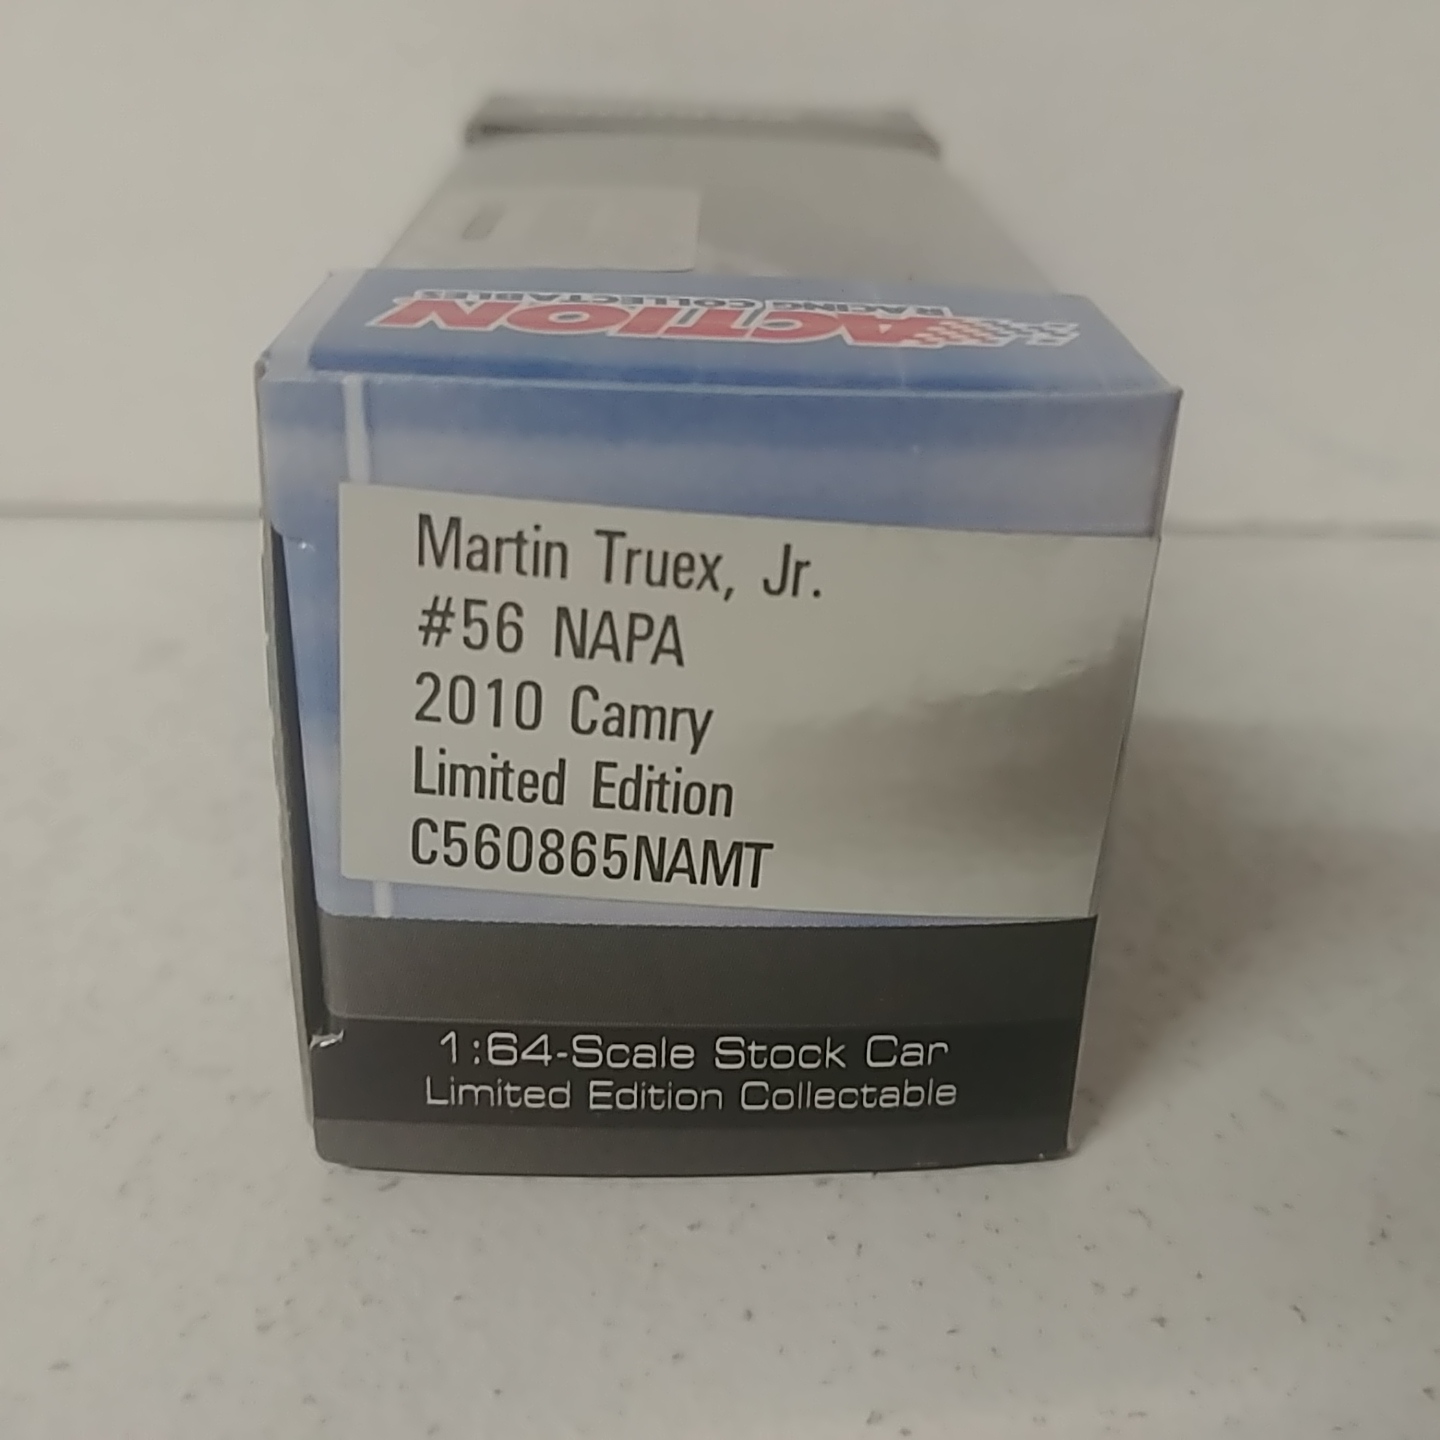 ACTION
RACING COLLECTABLES
Martin Truex, Jr.
#56 NAPA
2010 Camry
Limited Edition
C560865NAMT
1:64-Scale Stock Car
Limited Edition Collectable